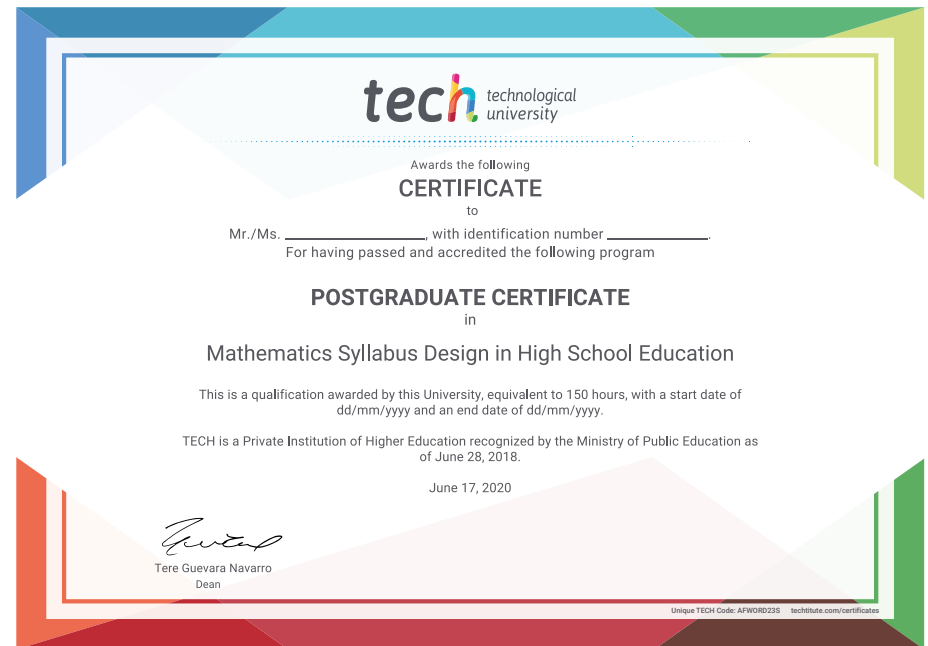 tech technological
university
Awards the following
CERTIFICATE
to
Mr./Ms. ____________________, with identification number ______________.
For having passed and accredited the following program
POSTGRADUATE CERTIFICATE
in
Mathematics Syllabus Design in High School Education
This is a qualification awarded by this University, equivalent to 150 hours, with a start date of
dd/mm/yyyy and an end date of dd/mm/yyyy.
TECH is a Private Institution of Higher Education recognized by the Ministry of Public Education as
of June 28, 2018.
June 17, 2020
Tere Guevara Navarro
Dean
Unique TECH Code: AFWORD23S techtitute.com/certificates